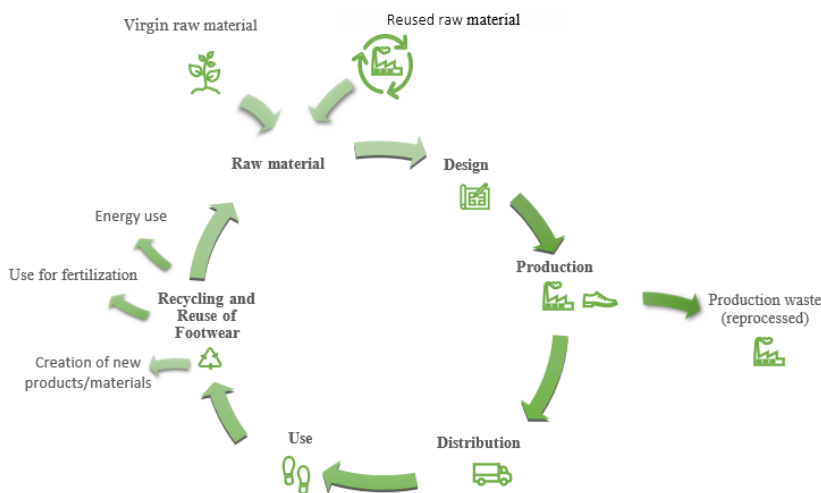 Virgin raw material
Reused raw material
Raw material
Design
Energy use
Production
Use for fertilization
Recycling and
Reuse of
Footwear
Production waste
(reprocessed)
Creation of new
products/materials
Use
Distribution